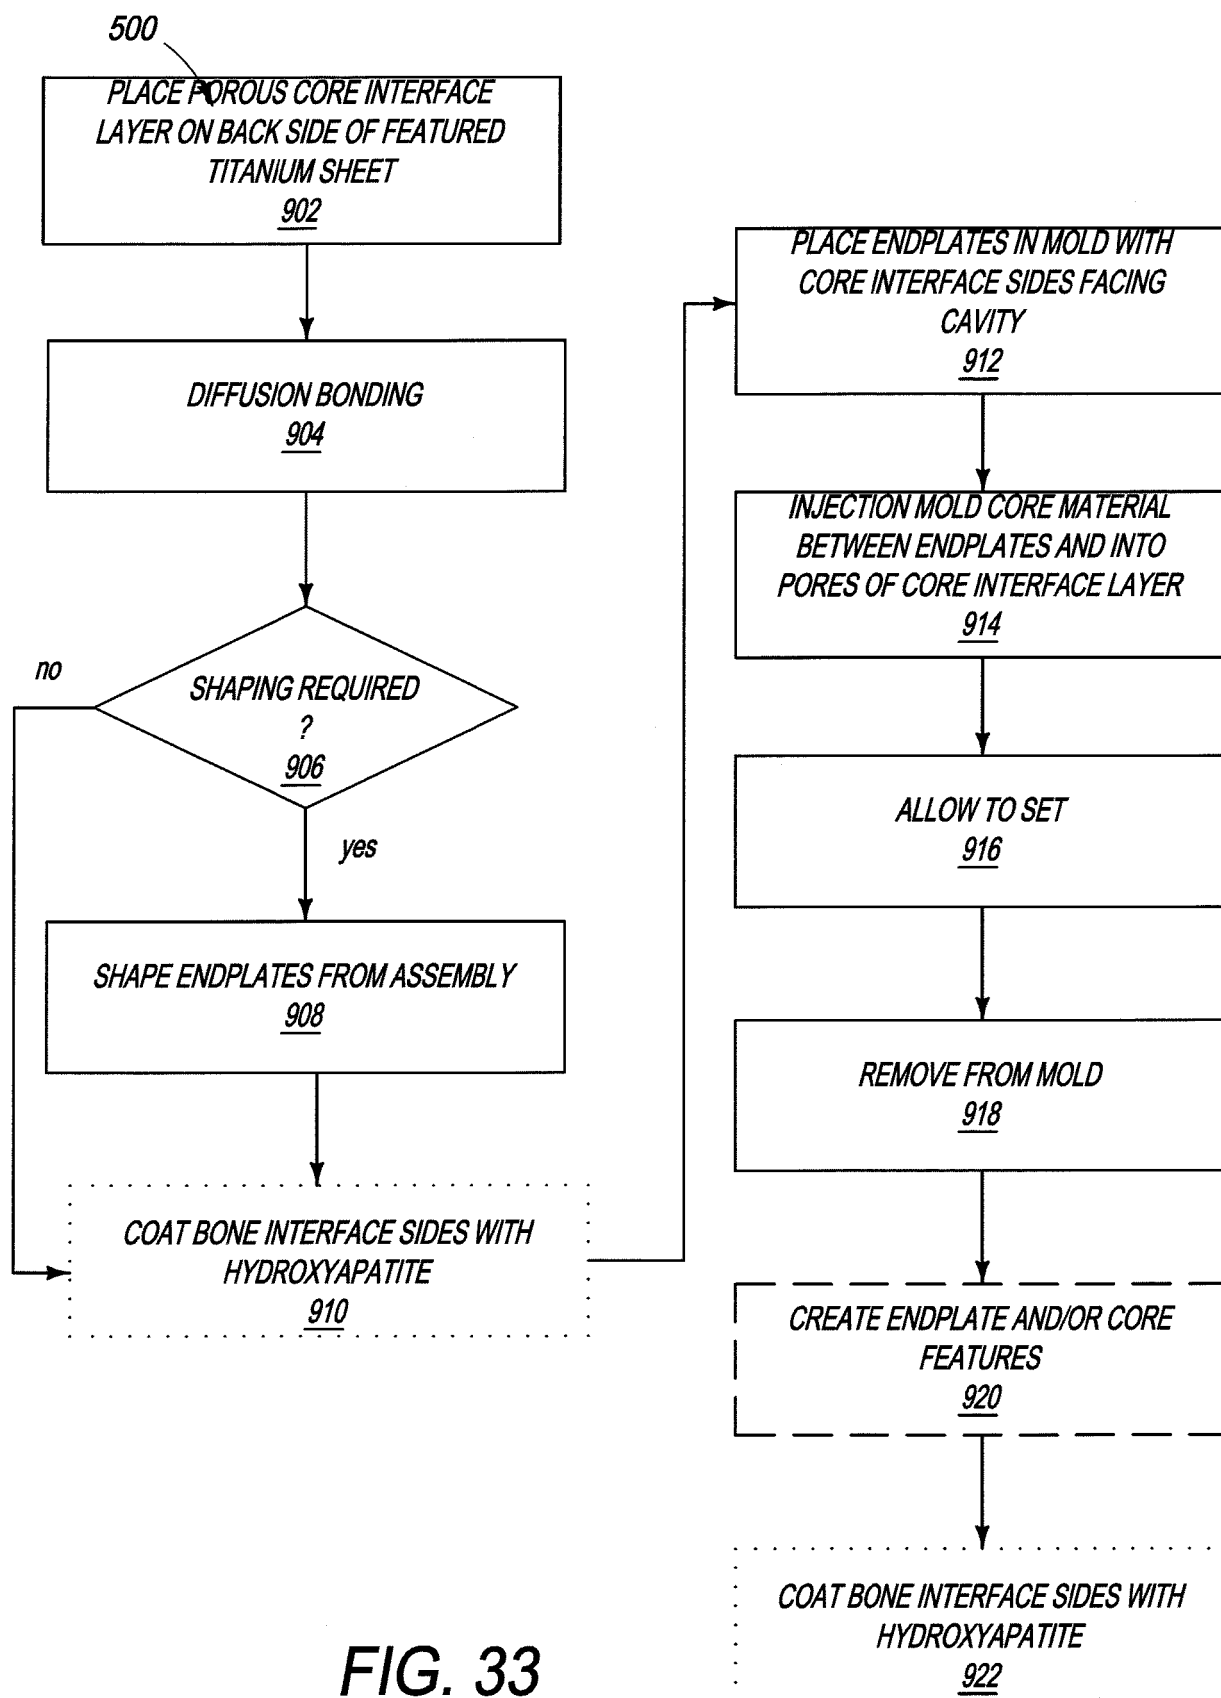 500
PLACE POROUS CORE INTERFACE
LAYER ON BACK SIDE OF FEATURED
TITANIUM SHEET
902
DIFFUSION BONDING
904
no
SHAPING REQUIRED
?
906
yes
SHAPE ENDPLATES FROM ASSEMBLY
908
COAT BONE INTERFACE SIDES WITH
HYDROXYAPATITE
910
PLACE ENDPLATES IN MOLD WITH
CORE INTERFACE SIDES FACING
CAVITY
912
INJECTION MOLD CORE MATERIAL
BETWEEN ENDPLATES AND INTO
PORES OF CORE INTERFACE LAYER
914
ALLOW TO SET
916
REMOVE FROM MOLD
918
CREATE ENDPLATE AND/OR CORE
FEATURES
920
COAT BONE INTERFACE SIDES WITH
HYDROXYAPATITE
922
FIG. 33